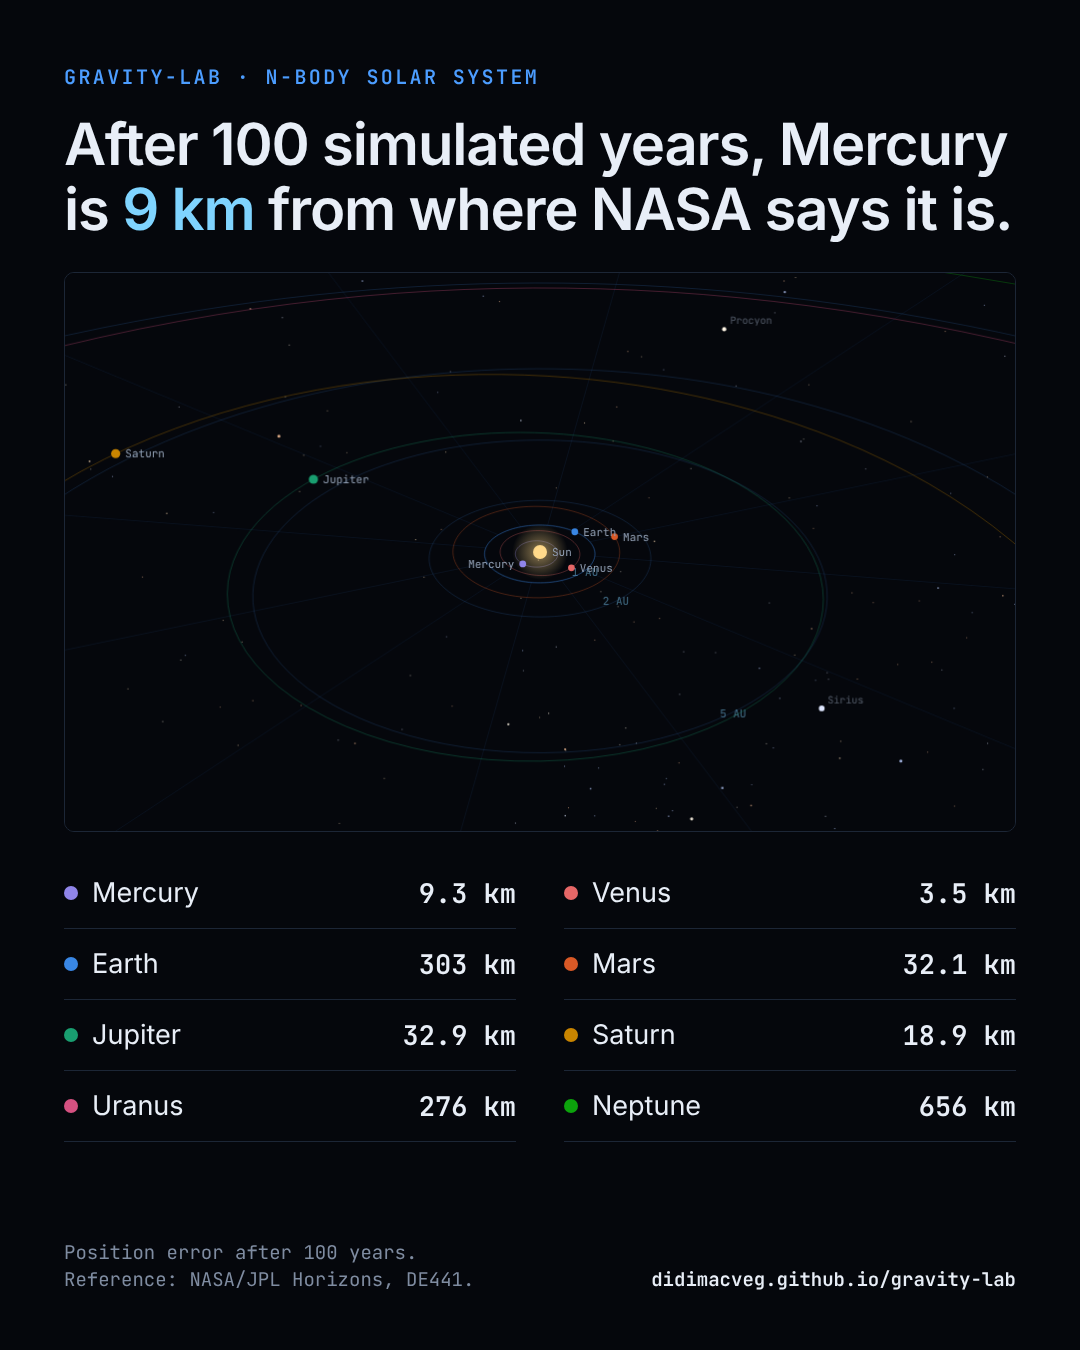 GRAVITY-LAB · N-BODY SOLAR SYSTEM
After 100 simulated years, Mercury
is 9 km from where NASA says it is.
Procyon
Saturn
Jupiter
Earth
Mars
Sun
Mercury
Venus
1 AU
2 AU
Sirius
5 AU
Mercury 9.3 km
Venus 3.5 km
Earth 303 km
Mars 32.1 km
Jupiter 32.9 km
Saturn 18.9 km
Uranus 276 km
Neptune 656 km
Position error after 100 years.
Reference: NASA/JPL Horizons, DE441.
didimacveg.github.io/gravity-lab